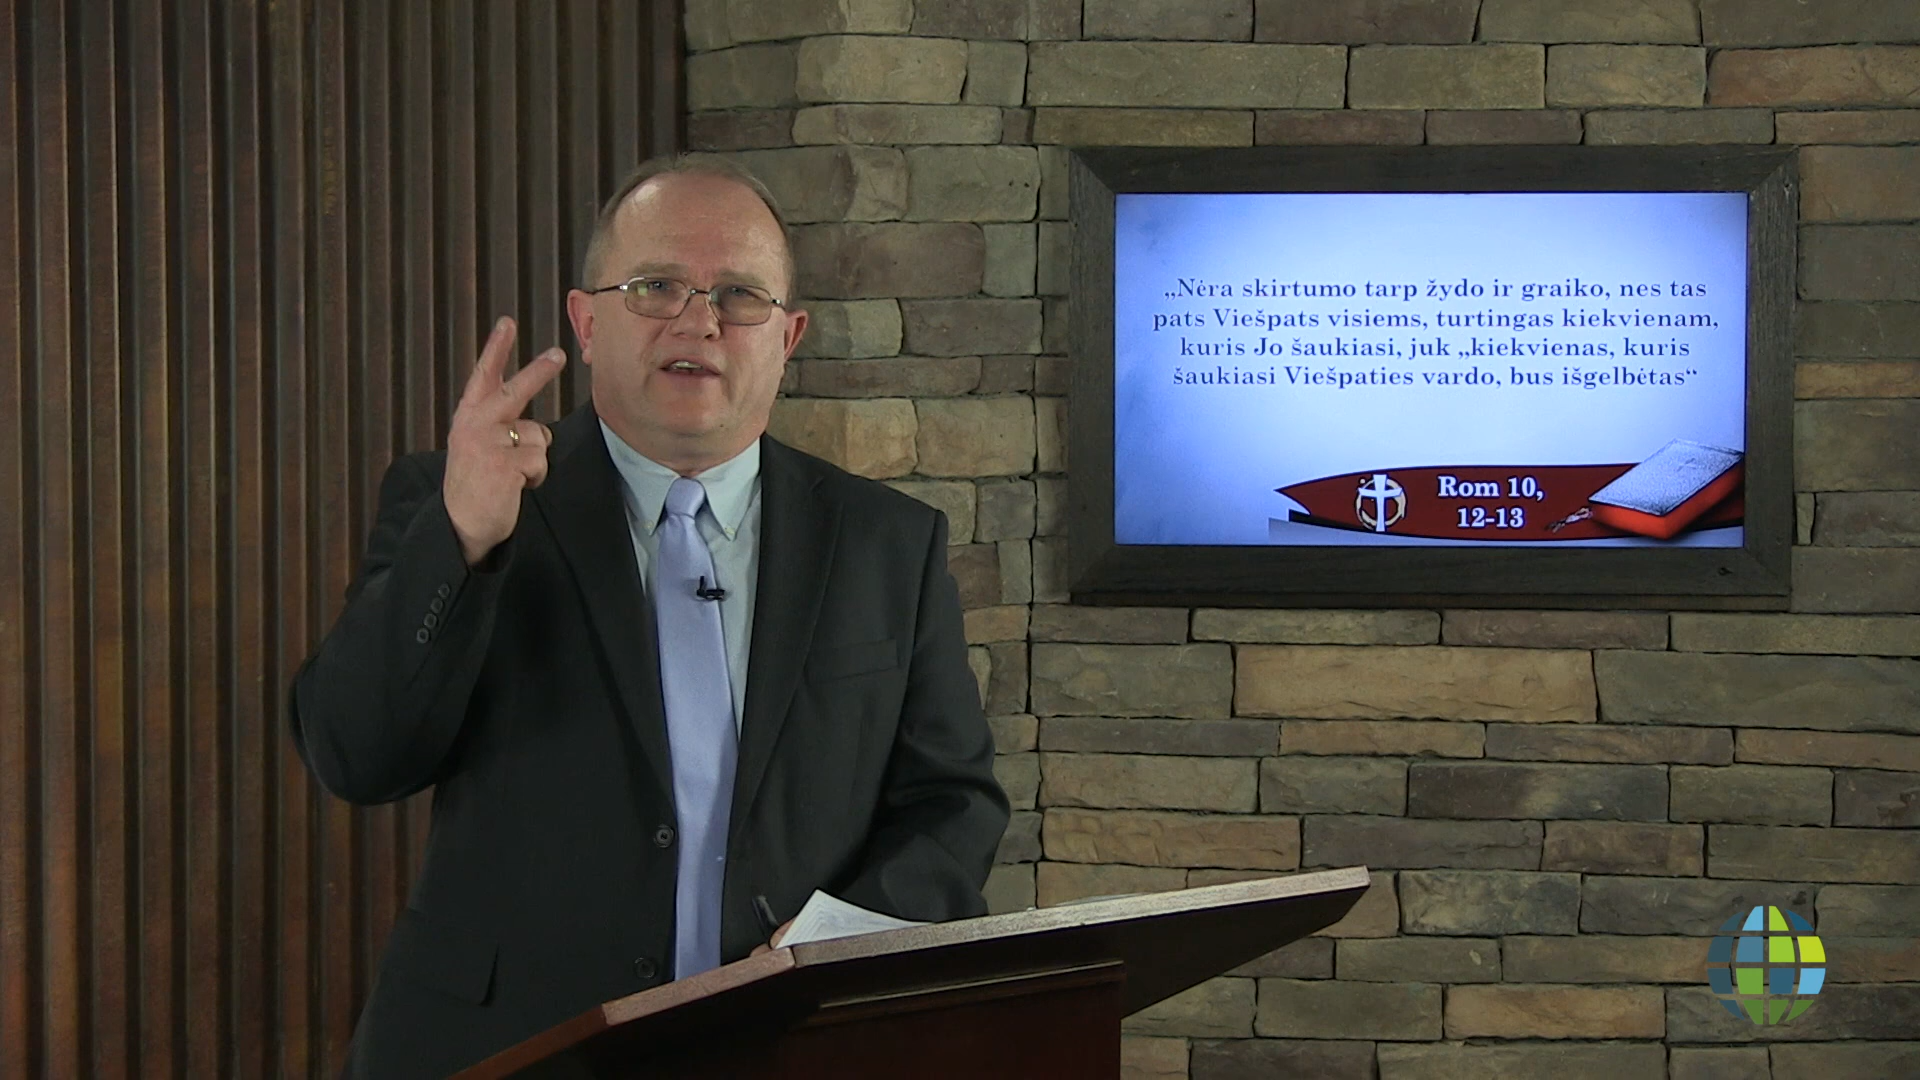 „Nėra skirtumo tarp žydo ir graiko, nes tas
pats Viešpats visiems, turtingas kiekvienam,
kuris Jo šaukiasi, juk „kiekvienas, kuris
šaukiasi Viešpaties vardo, bus išgelbėtas“
Rom 10,
12-13